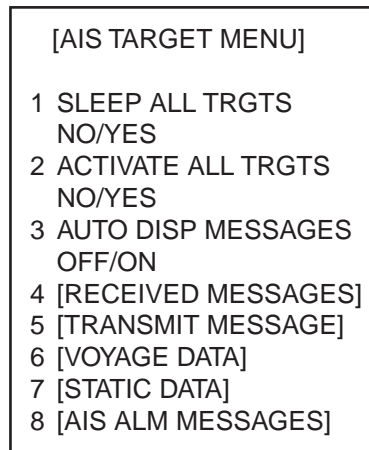 [AIS TARGET MENU]
1 SLEEP ALL TRGTS
NO/YES
2 ACTIVATE ALL TRGTS
NO/YES
3 AUTO DISP MESSAGES
OFF/ON
4 [RECEIVED MESSAGES]
5 [TRANSMIT MESSAGE]
6 [VOYAGE DATA]
7 [STATIC DATA]
8 [AIS ALM MESSAGES]